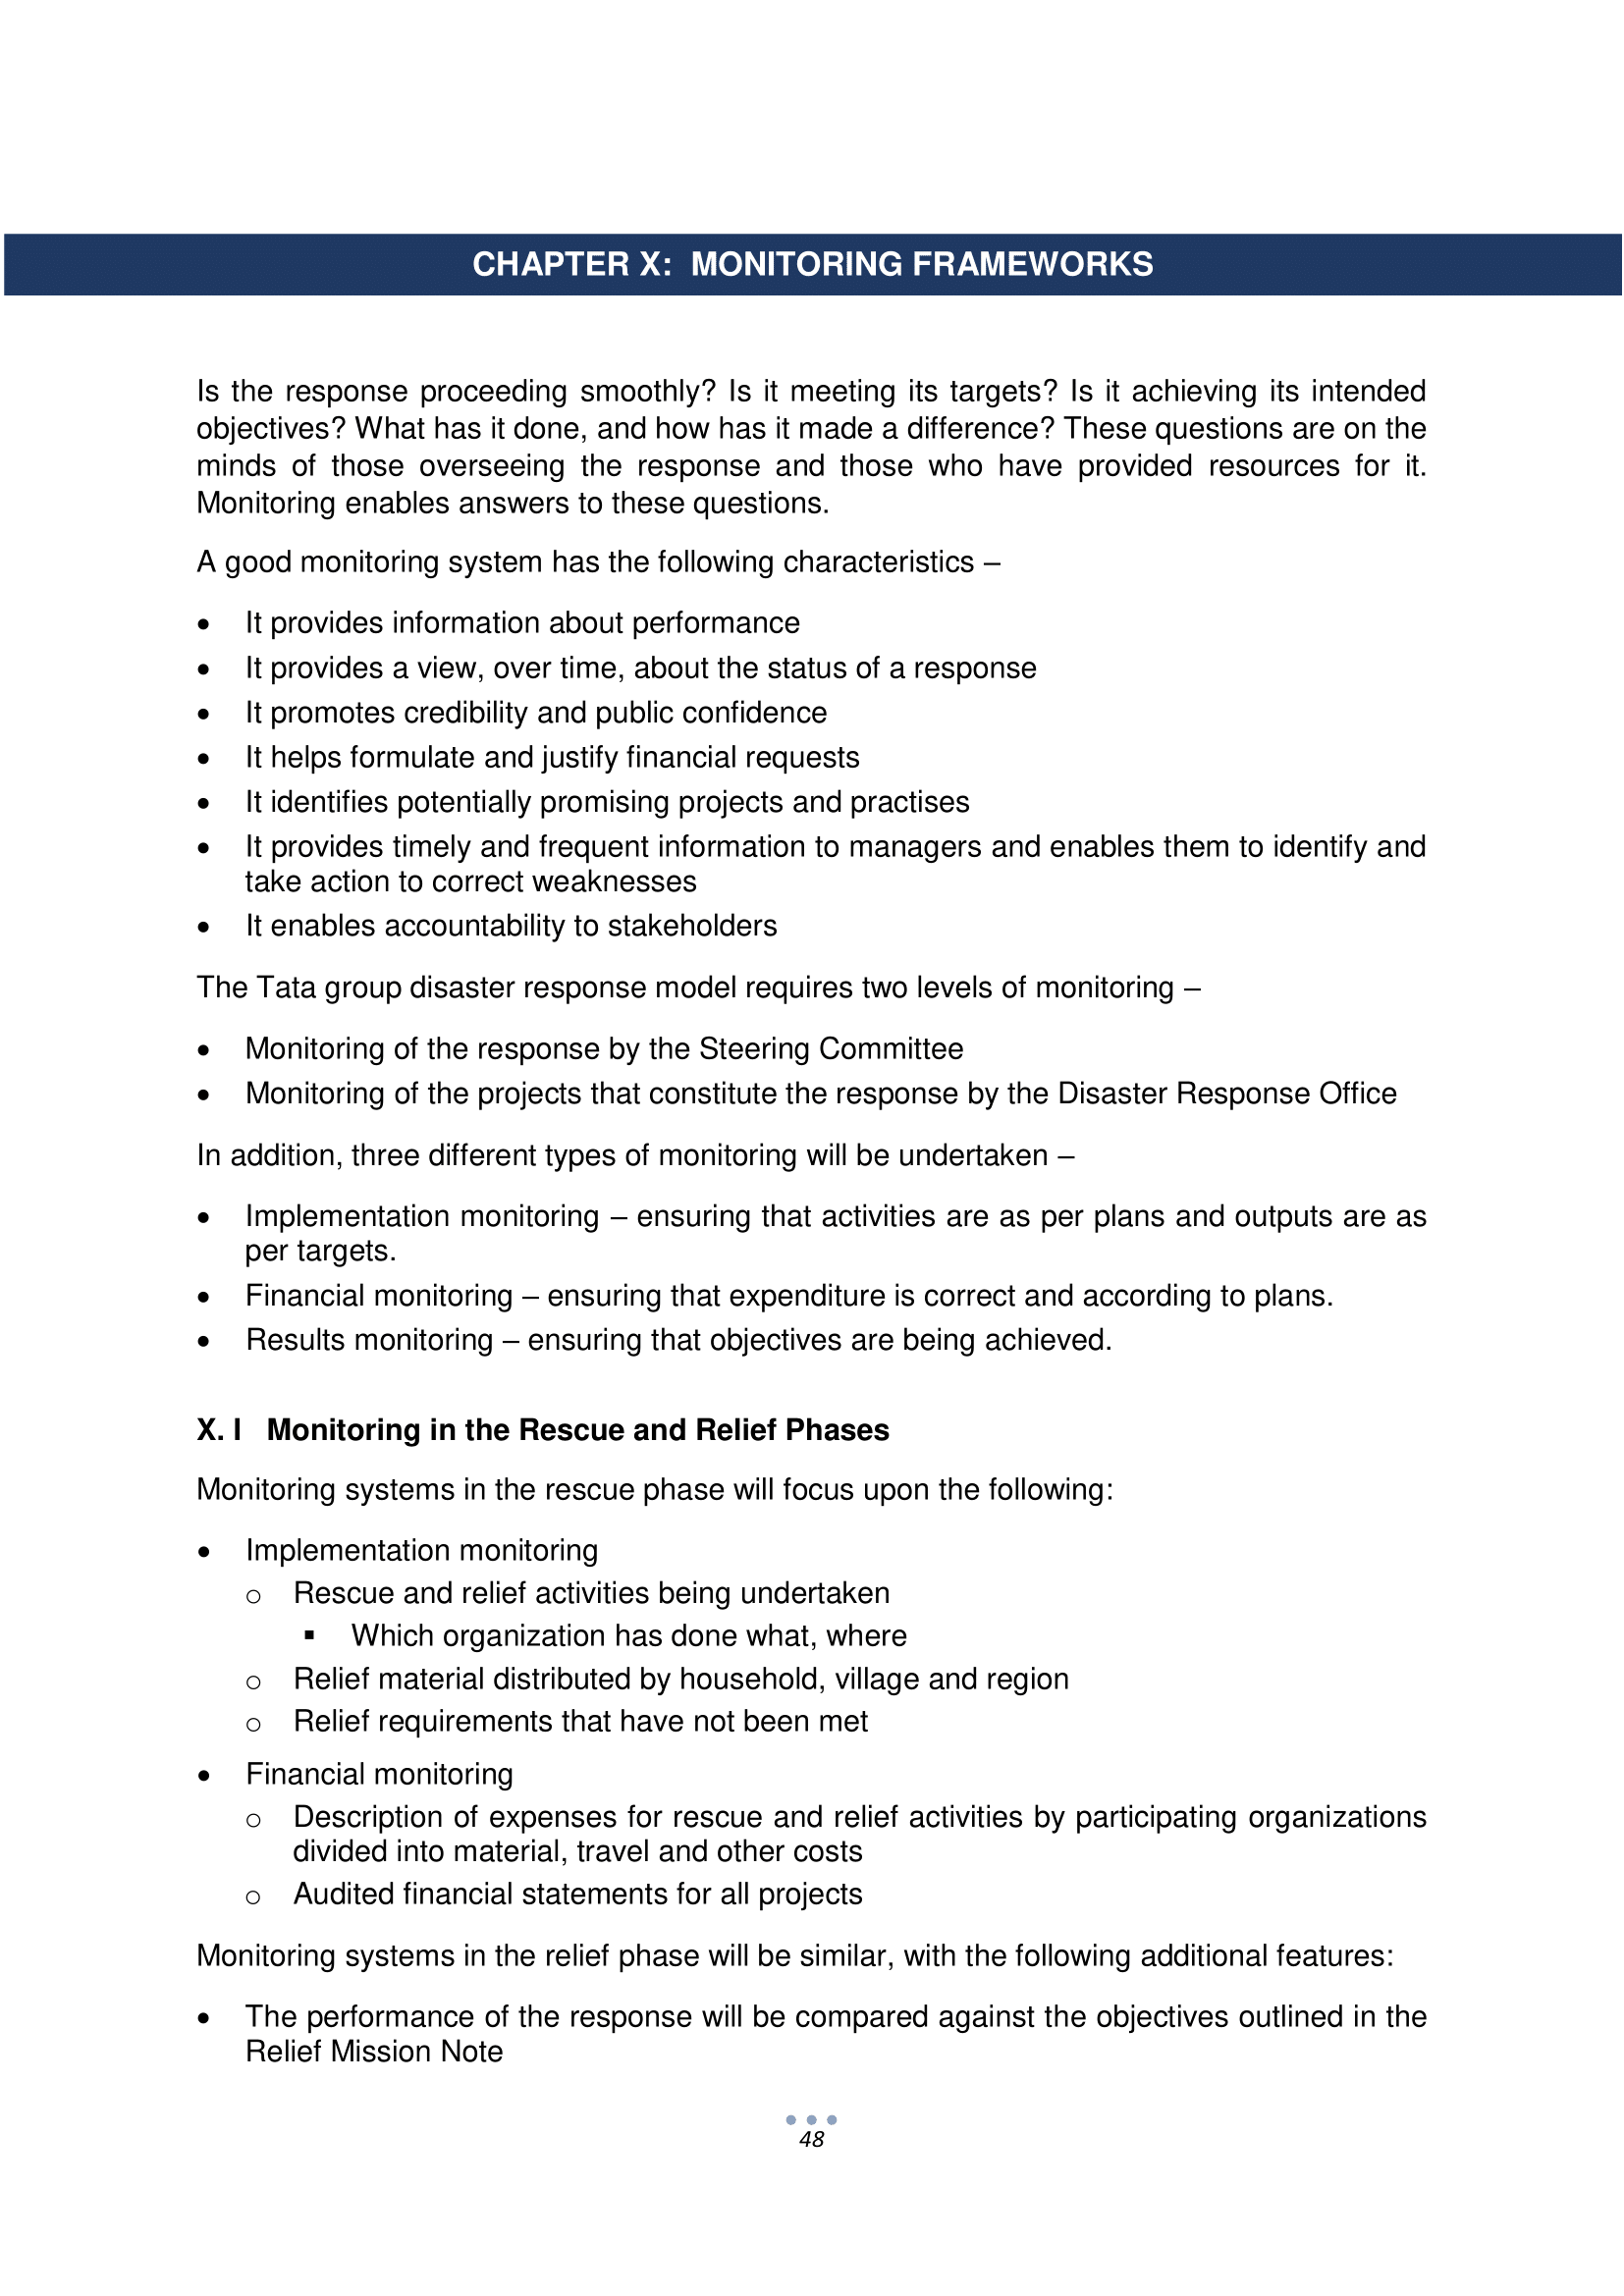 CHAPTER X:  MONITORING FRAMEWORKS
Is the response proceeding smoothly? Is it meeting its targets? Is it achieving its intended
objectives? What has it done, and how has it made a difference? These questions are on the
minds of those overseeing the response and those who have provided resources for it.
Monitoring enables answers to these questions.
A good monitoring system has the following characteristics –
• It provides information about performance
• It provides a view, over time, about the status of a response
• It promotes credibility and public confidence
• It helps formulate and justify financial requests
• It identifies potentially promising projects and practises
• It provides timely and frequent information to managers and enables them to identify and
take action to correct weaknesses
• It enables accountability to stakeholders
The Tata group disaster response model requires two levels of monitoring –
• Monitoring of the response by the Steering Committee
• Monitoring of the projects that constitute the response by the Disaster Response Office
In addition, three different types of monitoring will be undertaken –
• Implementation monitoring – ensuring that activities are as per plans and outputs are as
per targets.
• Financial monitoring – ensuring that expenditure is correct and according to plans.
• Results monitoring – ensuring that objectives are being achieved.
X. I   Monitoring in the Rescue and Relief Phases
Monitoring systems in the rescue phase will focus upon the following:
• Implementation monitoring
o Rescue and relief activities being undertaken
▪ Which organization has done what, where
o Relief material distributed by household, village and region
o Relief requirements that have not been met
• Financial monitoring
o Description of expenses for rescue and relief activities by participating organizations
divided into material, travel and other costs
o Audited financial statements for all projects
Monitoring systems in the relief phase will be similar, with the following additional features:
• The performance of the response will be compared against the objectives outlined in the
Relief Mission Note
48